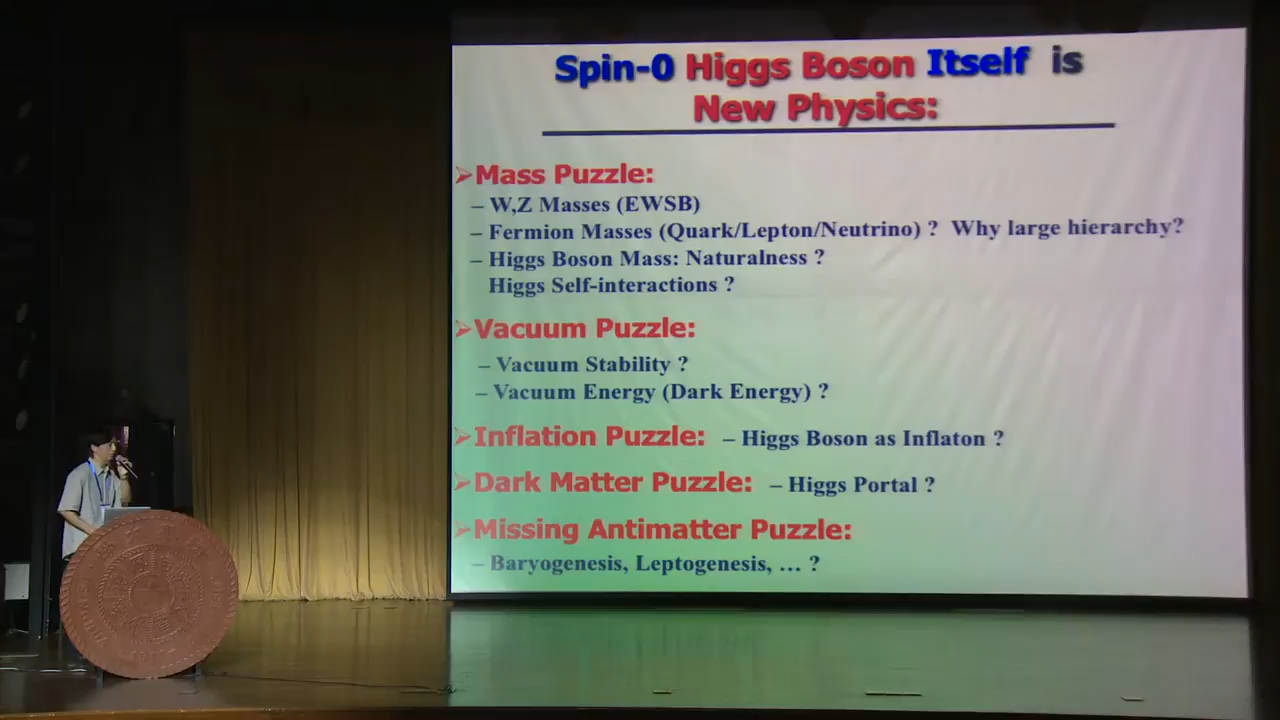 Spin-0 Higgs Boson Itself is
New Physics:
➢Mass Puzzle:
– W,Z Masses (EWSB)
– Fermion Masses (Quark/Lepton/Neutrino) ?  Why large hierarchy?
– Higgs Boson Mass: Naturalness ?
Higgs Self-interactions ?
➢Vacuum Puzzle:
– Vacuum Stability ?
– Vacuum Energy (Dark Energy) ?
➢Inflation Puzzle:  – Higgs Boson as Inflaton ?
➢Dark Matter Puzzle:  – Higgs Portal ?
➢Missing Antimatter Puzzle:
– Baryogenesis, Leptogenesis, … ?